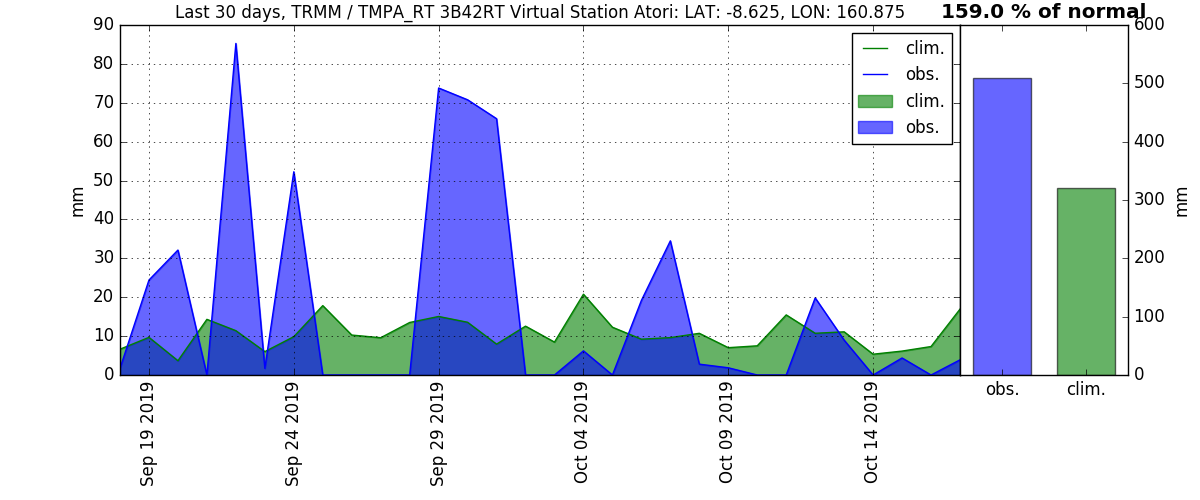 Last 30 days, TRMM / TMPA_RT 3B42RT Virtual Station Atori: LAT: -8.625, LON: 160.875
159.0 % of normal
90
80
70
60
50
40
30
20
10
0
mm
clim.
obs.
clim.
obs.
600
500
400
300
200
100
0
mm
Sep 19 2019
Sep 24 2019
Sep 29 2019
Oct 04 2019
Oct 09 2019
Oct 14 2019
obs.
clim.